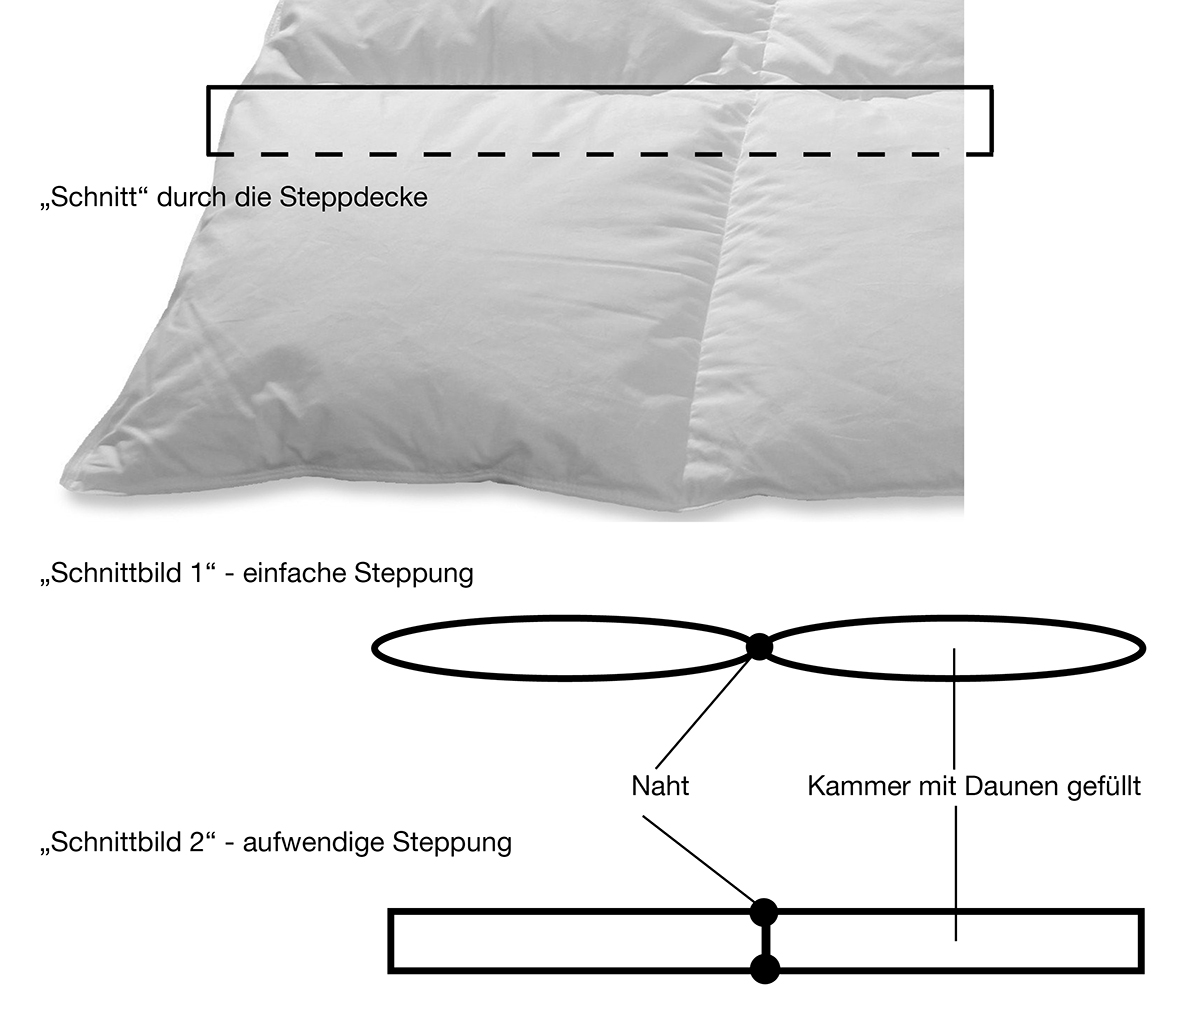 „Schnitt“ durch die Steppdecke
„Schnittbild 1“ - einfache Steppung
Naht
Kammer mit Daunen gefüllt
„Schnittbild 2“ - aufwendige Steppung